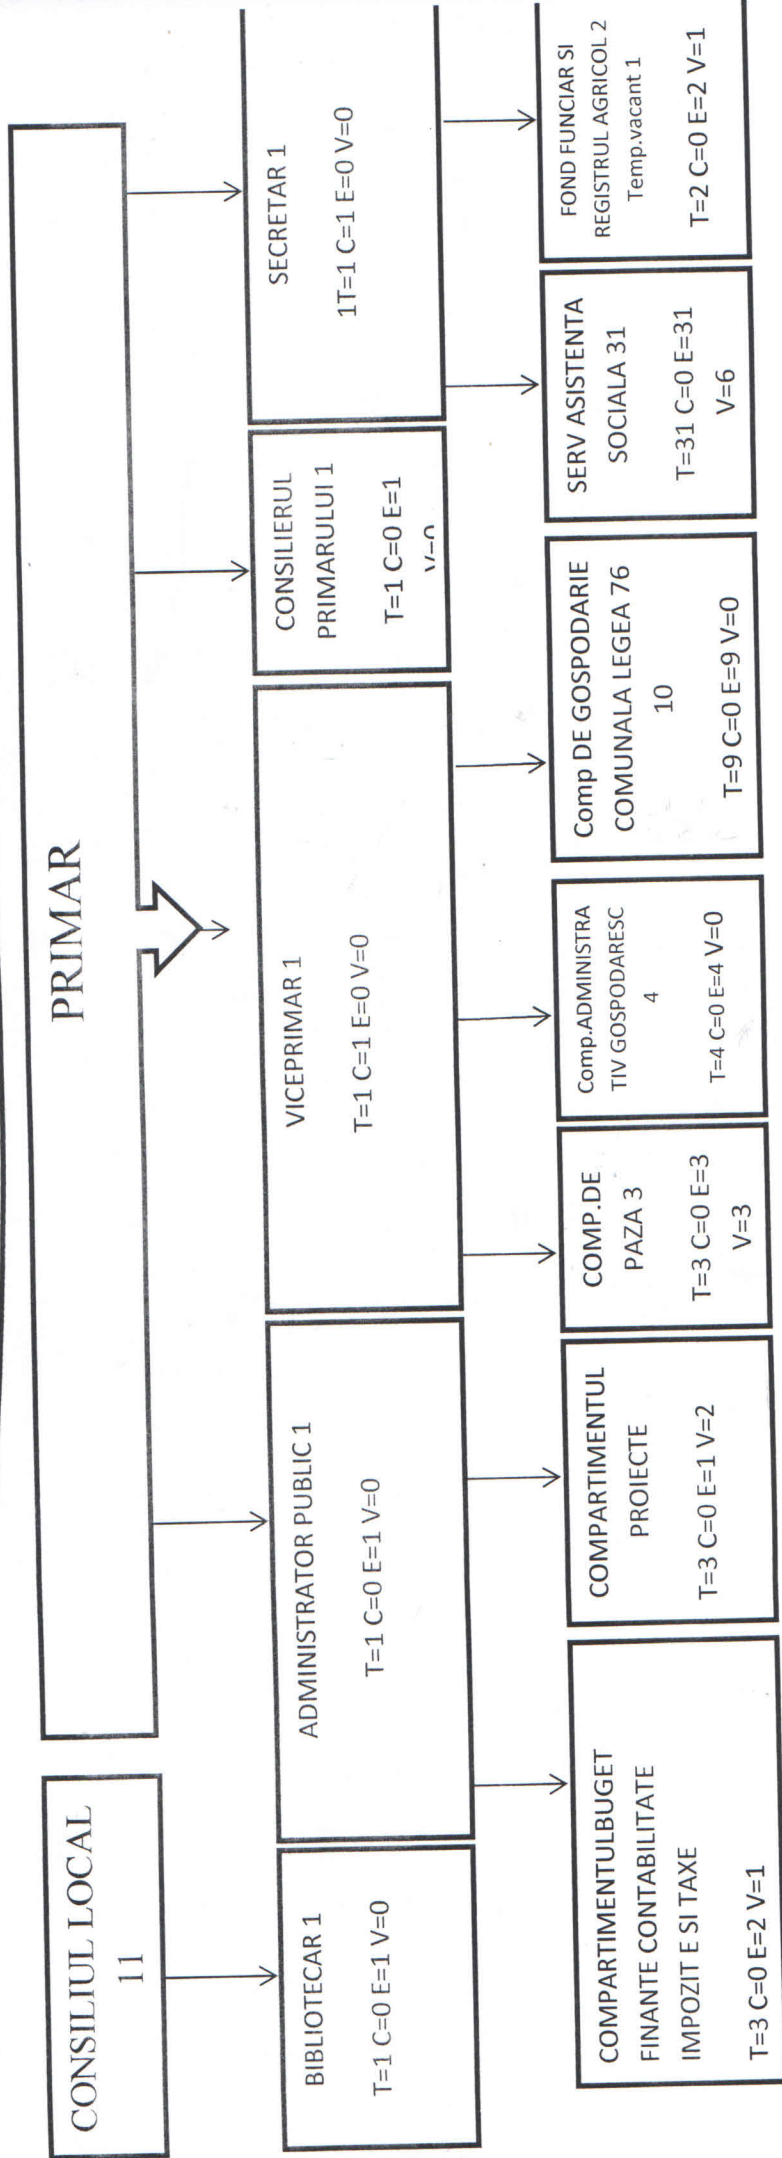 CONSILIUL LOCAL
11
PRIMAR
BIBLIOTECAR 1
T=1 C=0 E=1 V=0
ADMINISTRATOR PUBLIC 1
T=1 C=0 E=1 V=0
VICEPRIMAR 1
T=1 C=1 E=0 V=0
CONSILIERUL
PRIMARULUI 1
T=1 C=0 E=1
V=0
SECRETAR 1
1T=1 C=1 E=0 V=0
COMPARTIMENTULBUGET
FINANTE CONTABILITATE
IMPOZIT E SI TAXE
T=3 C=0 E=2 V=1
COMPARTIMENTUL
PROIECTE
T=3 C=0 E=1 V=2
COMP.DE
PAZA 3
T=3 C=0 E=3
V=3
Comp.ADMINISTRA
TIV GOSPODARESC
4
T=4 C=0 E=4 V=0
Comp DE GOSPODARIE
COMUNALA LEGEA 76
10
T=9 C=0 E=9 V=0
SERV ASISTENTA
SOCIALA 31
T=31 C=0 E=31
V=6
FOND FUNCIAR SI
REGISTRUL AGRICOL 2
Temp.vacant 1
T=2 C=0 E=2 V=1